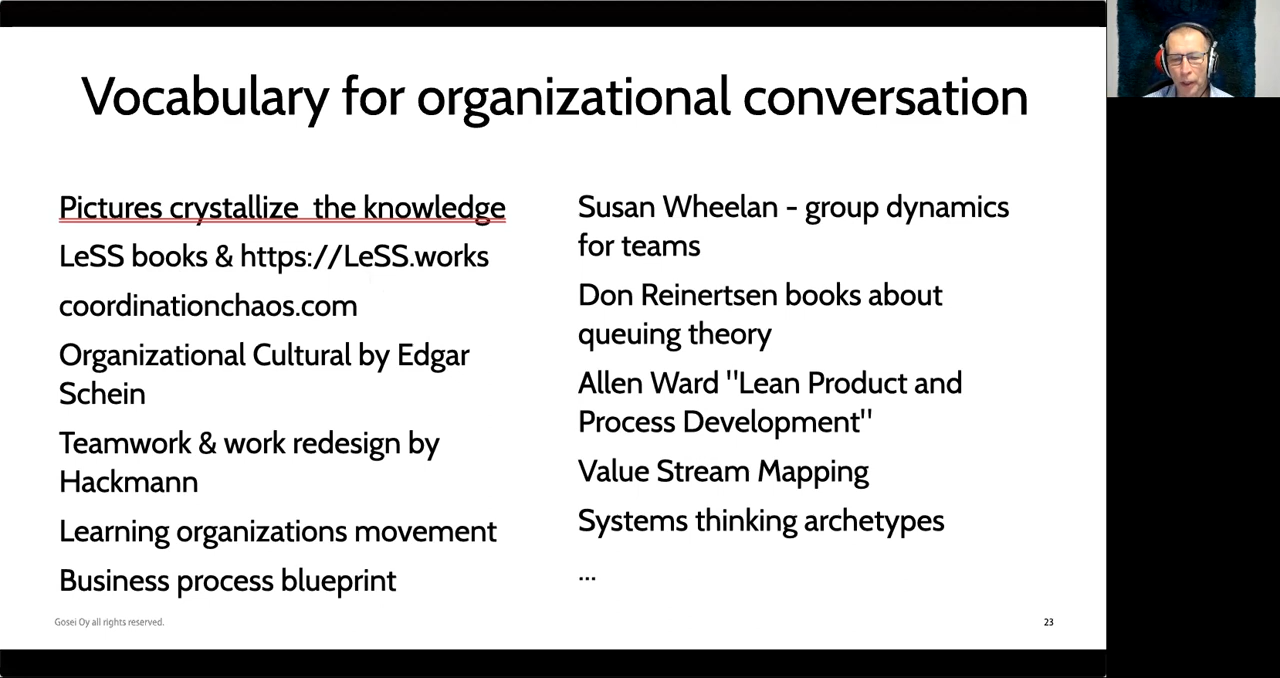 Vocabulary for organizational conversation
Pictures crystallize  the knowledge
LeSS books & https://LeSS.works
coordinationchaos.com
Organizational Cultural by Edgar
Schein
Teamwork & work redesign by
Hackmann
Learning organizations movement
Business process blueprint
Susan Wheelan - group dynamics
for teams
Don Reinertsen books about
queuing theory
Allen Ward "Lean Product and
Process Development"
Value Stream Mapping
Systems thinking archetypes
...
Gosei Oy all rights reserved.
23